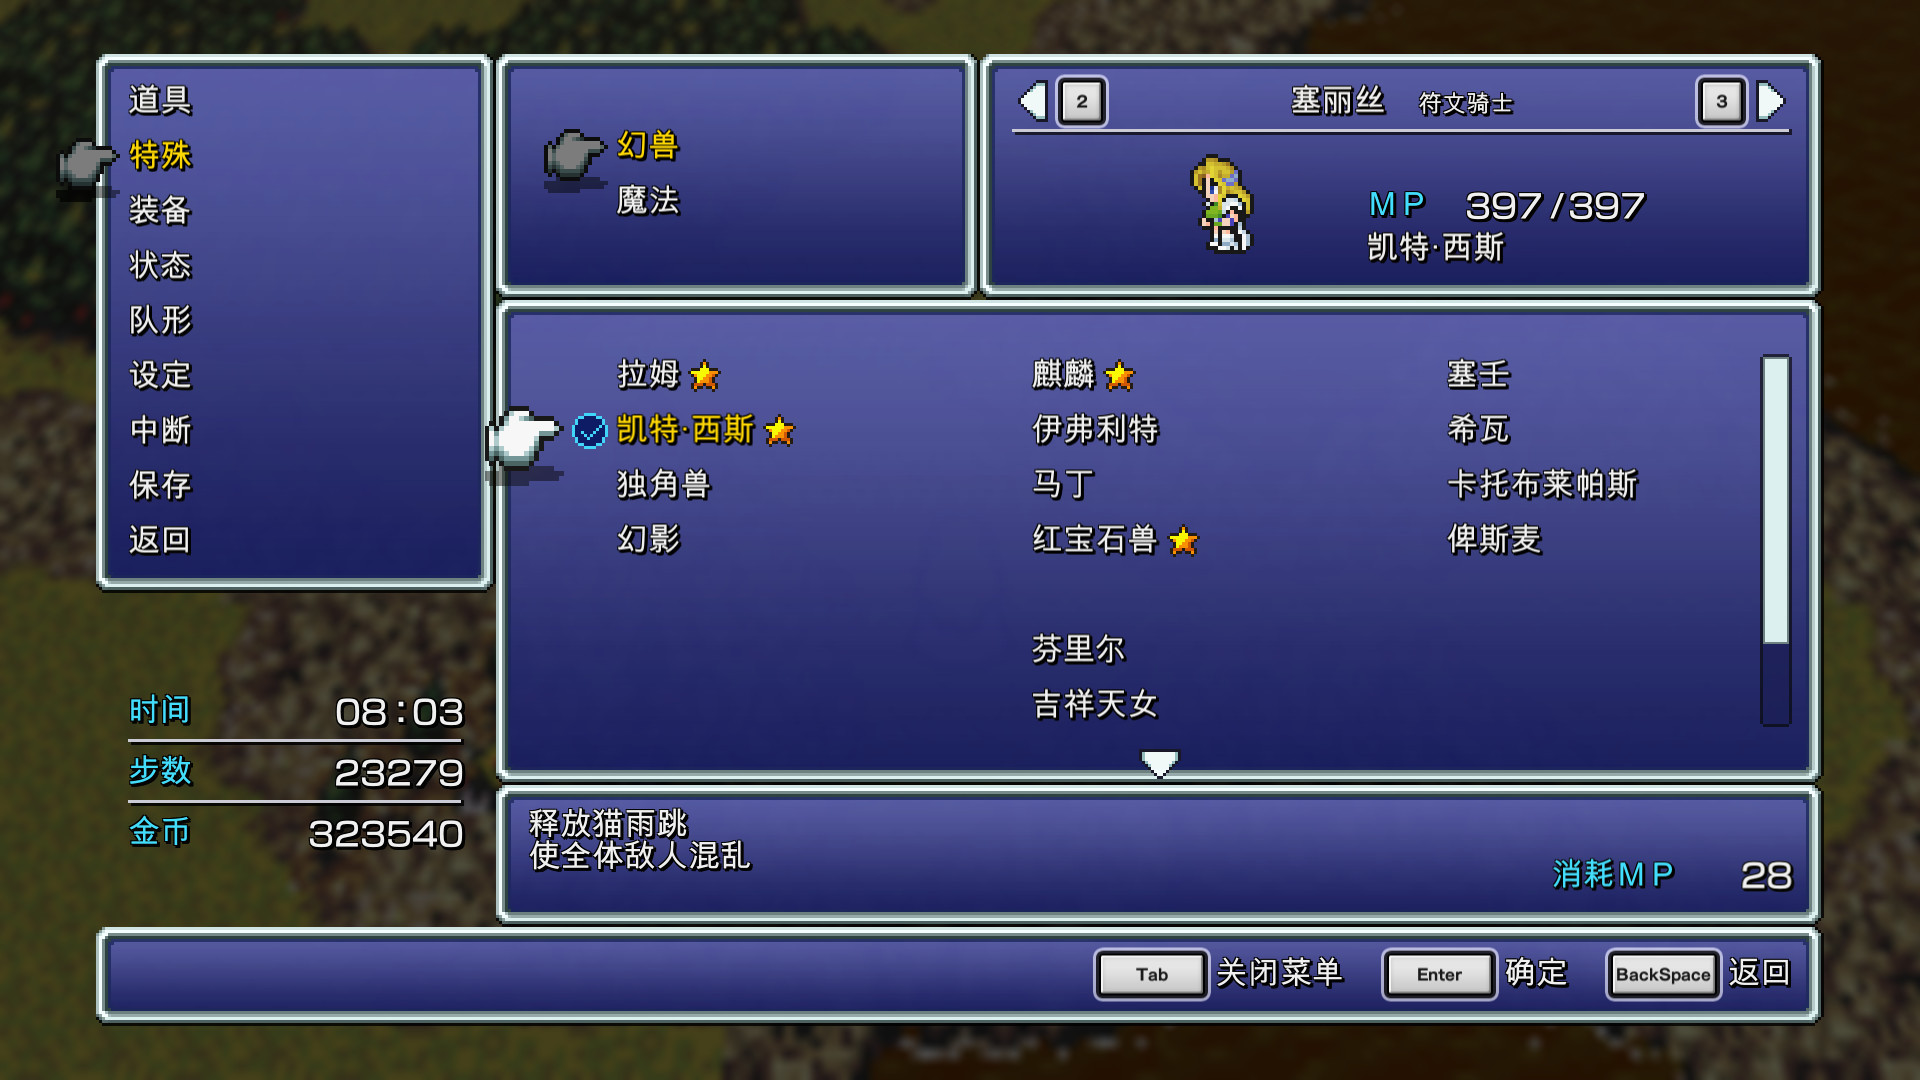 道具
特殊
装备
状态
队形
设定
中断
保存
返回
幻兽
魔法
2 塞丽丝 符文骑士 3
MP 397/397
凯特·西斯
拉姆 麒麟 塞壬
凯特·西斯 伊弗利特 希瓦
独角兽 马丁 卡托布莱帕斯
幻影 红宝石兽 俾斯麦
芬里尔
吉祥天女
时间 08:03
步数 23279
金币 323540
释放猫雨跳
使全体敌人混乱
消耗MP 28
Tab 关闭菜单 Enter 确定 BackSpace 返回